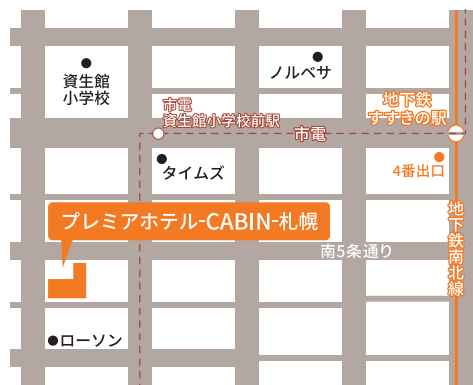 資生館
小学校
ノルベサ
市電
資生館小学校前駅
市電
地下鉄
すすきの駅
タイムズ
4番出口
プレミアホテル-CABIN-札幌
地下鉄南北線
南5条通り
ローソン